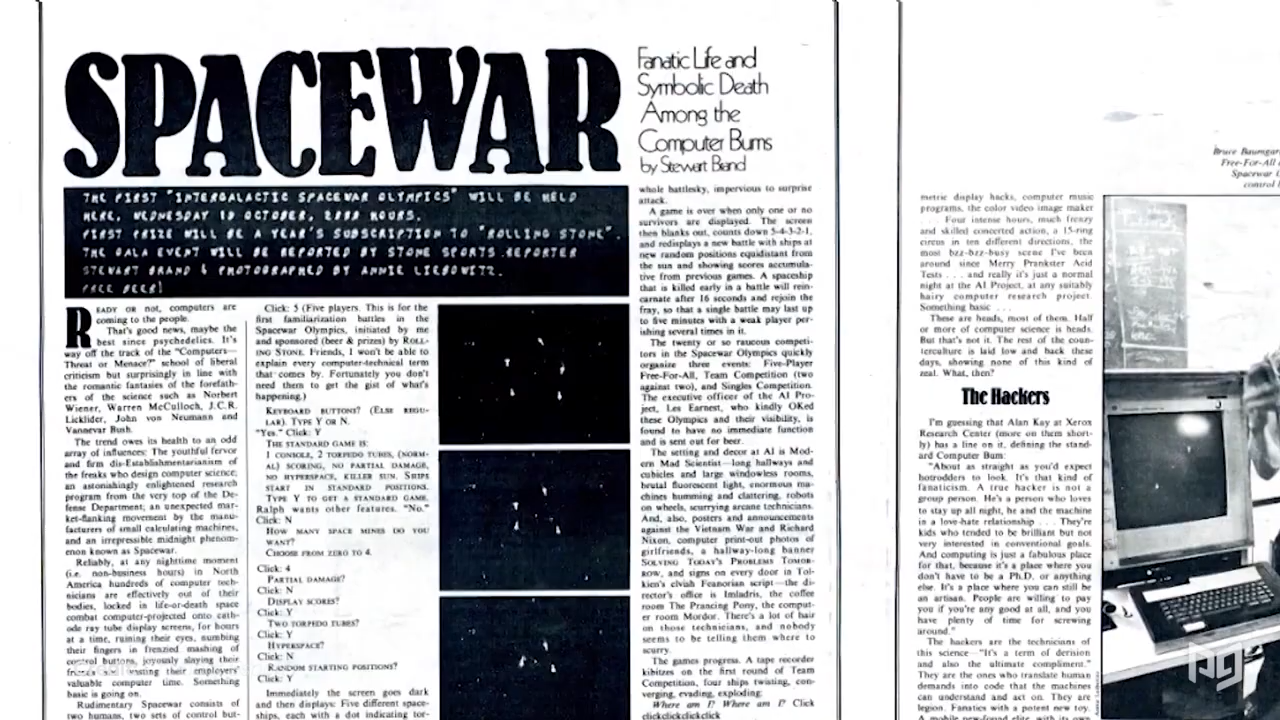 SPACEWAR
Fanatic Life and
Symbolic Death
Among the
Computer Bums
by Stewart Brand
THE FIRST "INTERGALACTIC SPACEWAR OLYMPICS" WILL BE HELD
HERE, WEDNESDAY 19 OCTOBER, HOURS.
FIRST PRIZE WILL BE A YEAR'S SUBSCRIPTION TO "ROLLING STONE".
THE GALA EVENT WILL BE REPORTED BY STONE SPORTS REPORTER
STEWART BRAND & PHOTOGRAPHED BY ANNIE LIEBOWITZ.
FREE BEER!
READY OR not, computers are
coming to the people.
That's good news, maybe the
best since psychedelics. It's
way off the track of the "Computers—
Threat or Menace?" school of liberal
criticism but surprisingly in line with
the romantic fantasies of the forefath-
ers of the science such as Norbert
Wiener, Warren McCulloch, J.C.R.
Licklider, John von Neumann and
Vannevar Bush.
The trend owes its health to an odd
array of influences: The youthful fervor
and firm dis-Establishmentarianism of
the freaks who design computer science;
an astonishingly enlightened research
program from the very top of the De-
fense Department; an unexpected mar-
ket-flanking movement by the manu-
facturers of small calculating machines,
and an irrepressible midnight phenom-
enon known as Spacewar.
Reliably, at any nighttime moment
(i.e. non-business hours) in North
America hundreds of computer tech-
nicians are effectively out of their
bodies, locked in life-or-death space
combat computer-projected onto cath-
ode ray tube display screens, for hours
at a time, ruining their eyes, numbing
their fingers in frenzied mashing of
control buttons, joyously slaying their
friends and wasting their employers'
valuable computer time. Something
basic is going on.
Rudimentary Spacewar consists of
two humans, two sets of control but-
Click: 5 (Five players. This is for the
first familiarization battles in the
Spacewar Olympics, initiated by me
and sponsored (beer & prizes) by ROLL-
ING STONE. Friends, I won't be able to
explain every computer-technical term
that comes by. Fortunately you don't
need them to get the gist of what's
happening.)
KEYBOARD BUTTONS? (ELSE REGU-
LAR). TYPE Y OR N.
"Yes." Click: Y
THE STANDARD GAME IS:
1 CONSOLE, 2 TORPEDO TUBES, (NORM-
AL) SCORING, NO PARTIAL DAMAGE,
NO HYPERSPACE, KILLER SUN. SHIPS
START IN STANDARD POSITIONS.
TYPE Y TO GET A STANDARD GAME.
Ralph wants other features. "No."
Click: N
HOW MANY SPACE MINES DO YOU
WANT?
CHOOSE FROM ZERO TO 4.
Click: 4
PARTIAL DAMAGE?
Click: N
DISPLAY SCORES?
Click: Y
TWO TORPEDO TUBES?
Click: Y
HYPERSPACE?
Click: N
RANDOM STARTING POSITIONS?
Click: Y
Immediately the screen goes dark
and then displays: Five different space-
ships, each with a dot indicating tor-
whole battlesky, impervious to surprise
attack.
A game is over when only one or no
survivors are displayed. The screen
then blanks out, counts down 5-4-3-2-1,
and redisplays a new battle with ships at
new random positions equidistant from
the sun and showing scores accumula-
tive from previous games. A spaceship
that is killed early in a battle will rein-
carnate after 16 seconds and rejoin the
fray, so that a single battle may last up
to five minutes with a weak player per-
ishing several times in it.
The twenty or so raucous competi-
tors in the Spacewar Olympics quickly
organize three events: Five-Player
Free-For-All, Team Competition (two
against two), and Singles Competition.
The executive officer of the AI Pro-
ject, Les Earnest, who kindly OKed
these Olympics and their visibility, is
found to have no immediate function
and is sent out for beer.
The setting and decor at AI is Mod-
ern Mad Scientist—long hallways and
cubicles and large windowless rooms,
brutal fluorescent light, enormous ma-
chines humming and clattering, robots
on wheels, scurrying arcane technicians.
And, also, posters and announcements
against the Vietnam War and Richard
Nixon, computer print-out photos of
girlfriends, a hallway-long banner
SOLVING TODAY'S PROBLEMS TOMOR-
ROW, and signs on every door in Tol-
kien's elvish Feanorian script—the di-
rector's office is Imladris, the coffee
room The Prancing Pony, the comput-
er room Mordor. There's a lot of hair
on those technicians, and nobody
seems to be telling them where to
scurry.
The games progress. A tape recorder
kibitzes on the first round of Team
Competition, four ships twisting, con-
verging, evading, exploding:
Where am I? Where am I? Click
clickclickclickclick
Bruce Baumgart
Free-For-All
Spacewar
control
metric display hacks, computer music
programs, the color video image maker
. . . . Four intense hours, much frenzy
and skilled concerted action, a 15-ring
circus in ten different directions, the
most bzz-bzz-busy scene I've been
around since Merry Prankster Acid
Tests . . . and really it's just a normal
night at the AI Project, at any suitably
hairy computer research project.
Something basic . . .
These are heads, most of them. Half
or more of computer science is heads.
But that's not it. The rest of the coun-
terculture is laid low and back these
days, showing none of this kind of
zeal. What, then?
The Hackers
I'm guessing that Alan Kay at Xerox
Research Center (more on them short-
ly) has a line on it, defining the stand-
ard Computer Bum:
"About as straight as you'd expect
hotrodders to look. It's that kind of
fanaticism. A true hacker is not a
group person. He's a person who loves
to stay up all night, he and the machine
in a love-hate relationship . . . They're
kids who tended to be brilliant but not
very interested in conventional goals.
And computing is just a fabulous place
for that, because it's a place where you
don't have to be a Ph.D. or anything
else. It's a place where you can still be
an artisan. People are willing to pay
you if you're any good at all, and you
have plenty of time for screwing
around."
The hackers are the technicians of
this science—"It's a term of derision
and also the ultimate compliment."
They are the ones who translate human
demands into code that the machines
can understand and act on. They are
legion. Fanatics with a potent new toy.
A mobile new-found elite, with its own